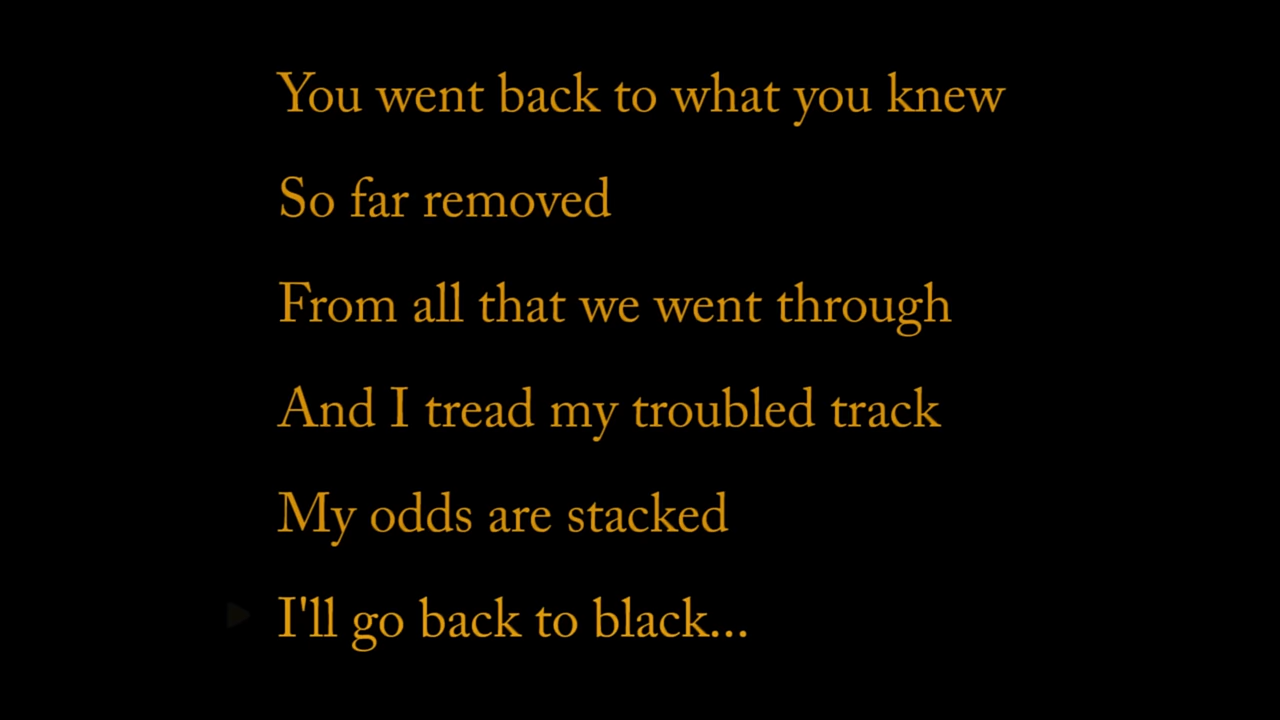 You went back to what you knew
So far removed
From all that we went through
And I tread my troubled track
My odds are stacked
I'll go back to black...